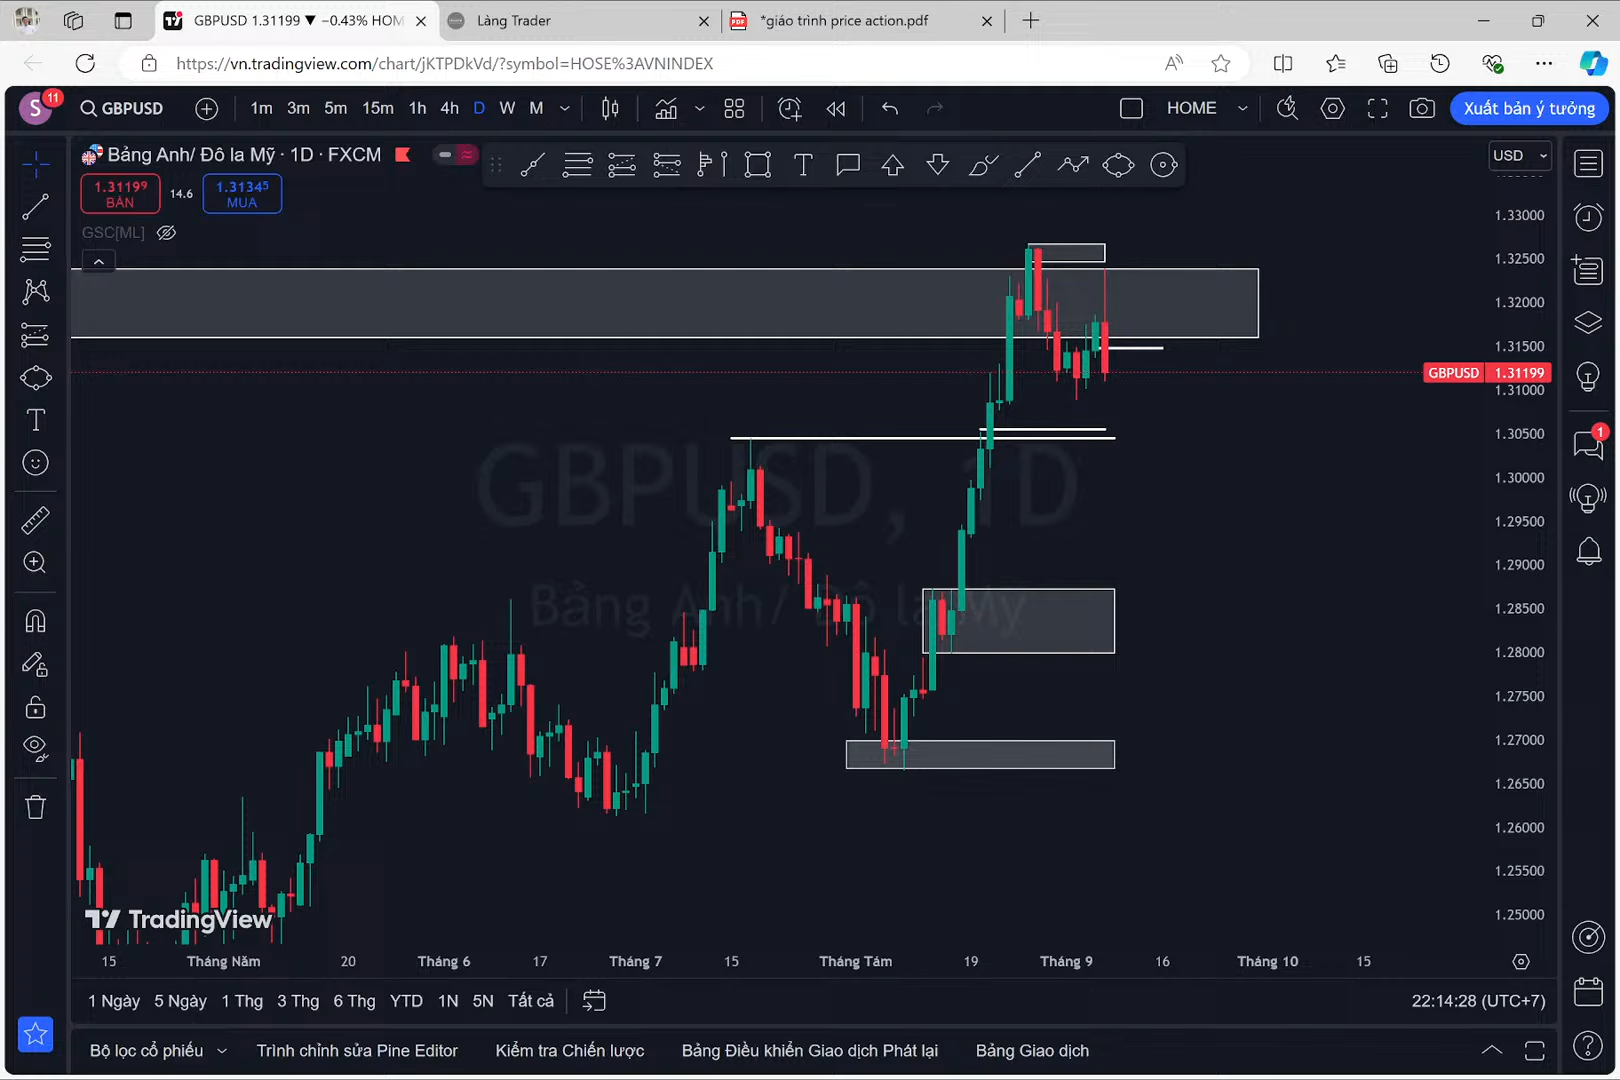 GBPUSD 1.31199 ▼ −0.43% HOM
Làng Trader
*giáo trình price action.pdf
https://vn.tradingview.com/chart/jKTPDkVd/?symbol=HOSE%3AVNINDEX
S
11
GBPUSD
1m 3m 5m 15m 1h 4h D W M
HOME
Xuất bản ý tưởng
Bảng Anh/ Đô la Mỹ · 1D · FXCM
USD
1.31199
BÁN
14.6
1.31345
MUA
GSC[ML]
1.33000
1.32500
1.32000
1.31500
GBPUSD 1.31199
1.31000
1.30500
1.30000
1.29500
1.29000
1.28500
1.28000
1.27500
1.27000
1.26500
1.26000
1.25500
1.25000
GBPUSD, 1D
Bảng Anh/ Đô la Mỹ
1
TradingView
15 Tháng Năm 20 Tháng 6 17 Tháng 7 15 Tháng Tám 19 Tháng 9 16 Tháng 10 15
1 Ngày 5 Ngày 1 Thg 3 Thg 6 Thg YTD 1N 5N Tất cả
22:14:28 (UTC+7)
Bộ lọc cổ phiếu Trình chỉnh sửa Pine Editor Kiểm tra Chiến lược Bảng Điều khiển Giao dịch Phát lại Bảng Giao dịch